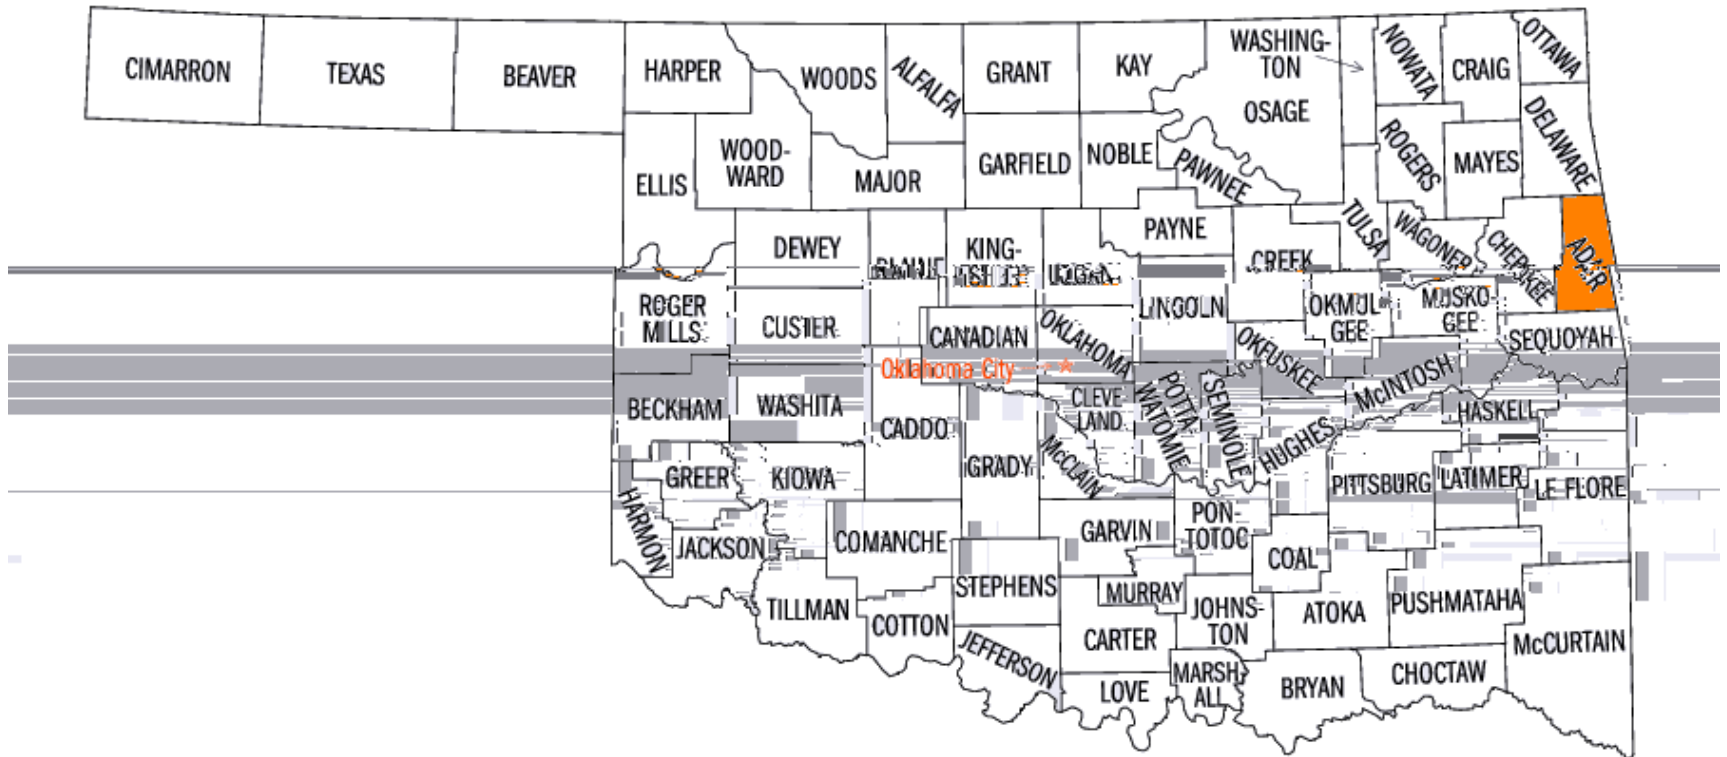 CIMARRON
TEXAS
BEAVER
HARPER
WOODS
ALFALFA
GRANT
KAY
WASHING-
TON
OSAGE
NOWATA
CRAIG
OTTAWA
ELLIS
WOOD-
WARD
MAJOR
GARFIELD
NOBLE
PAWNEE
ROGERS
MAYES
DELAWARE
DEWEY
KING-
PAYNE
CREEK
TULSA
WAGONER
CHEROKEE
ADAIR
ROGER
MILLS
CUSTER
CANADIAN
LOGAN
OKLAHOMA
LINCOLN
OKMUL-
GEE
MUSKO-
GEE
SEQUOYAH
Oklahoma City
*
OKFUSKEE
McINTOSH
BECKHAM
WASHITA
CADDO
GRADY
CLEVE
LAND
McCLAIN
POTTA
WATOMIE
SEMINOLE
HUGHES
HASKELL
GREER
KIOWA
PITTSBURG
LATIMER
LE FLORE
HARMON
JACKSON
COMANCHE
GARVIN
PON-
TOTOC
COAL
TILLMAN
COTTON
STEPHENS
MURRAY
JOHNS-
TON
ATOKA
PUSHMATAHA
McCURTAIN
JEFFERSON
CARTER
LOVE
MARSH-
ALL
BRYAN
CHOCTAW